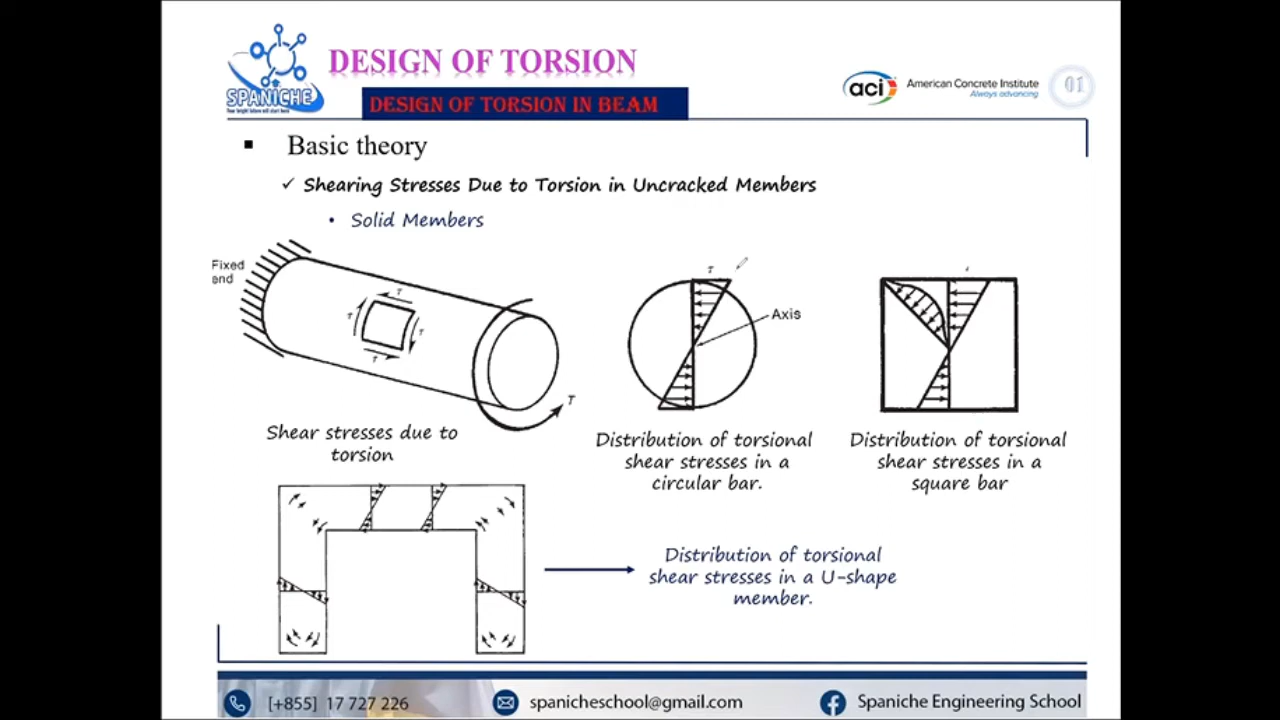 DESIGN OF TORSION
SPANICHE
DESIGN OF TORSION IN BEAM
aci
American Concrete Institute
Always advancing
01
▪ Basic theory
✓ Shearing Stresses Due to Torsion in Uncracked Members
• Solid Members
Fixed
end
τ
τ
τ
τ
T
τ
Axis
Shear stresses due to
torsion
Distribution of torsional
shear stresses in a
circular bar.
Distribution of torsional
shear stresses in a
square bar
Distribution of torsional
shear stresses in a U-shape
member.
[+855] 17 727 226
spanicheschool@gmail.com
Spaniche Engineering School